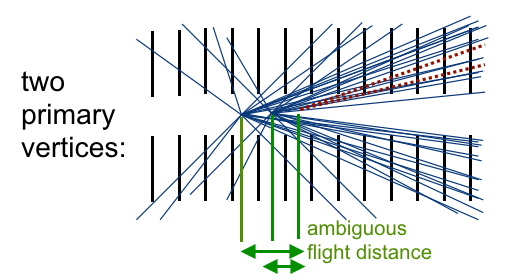 two
primary
vertices:
ambiguous
flight distance